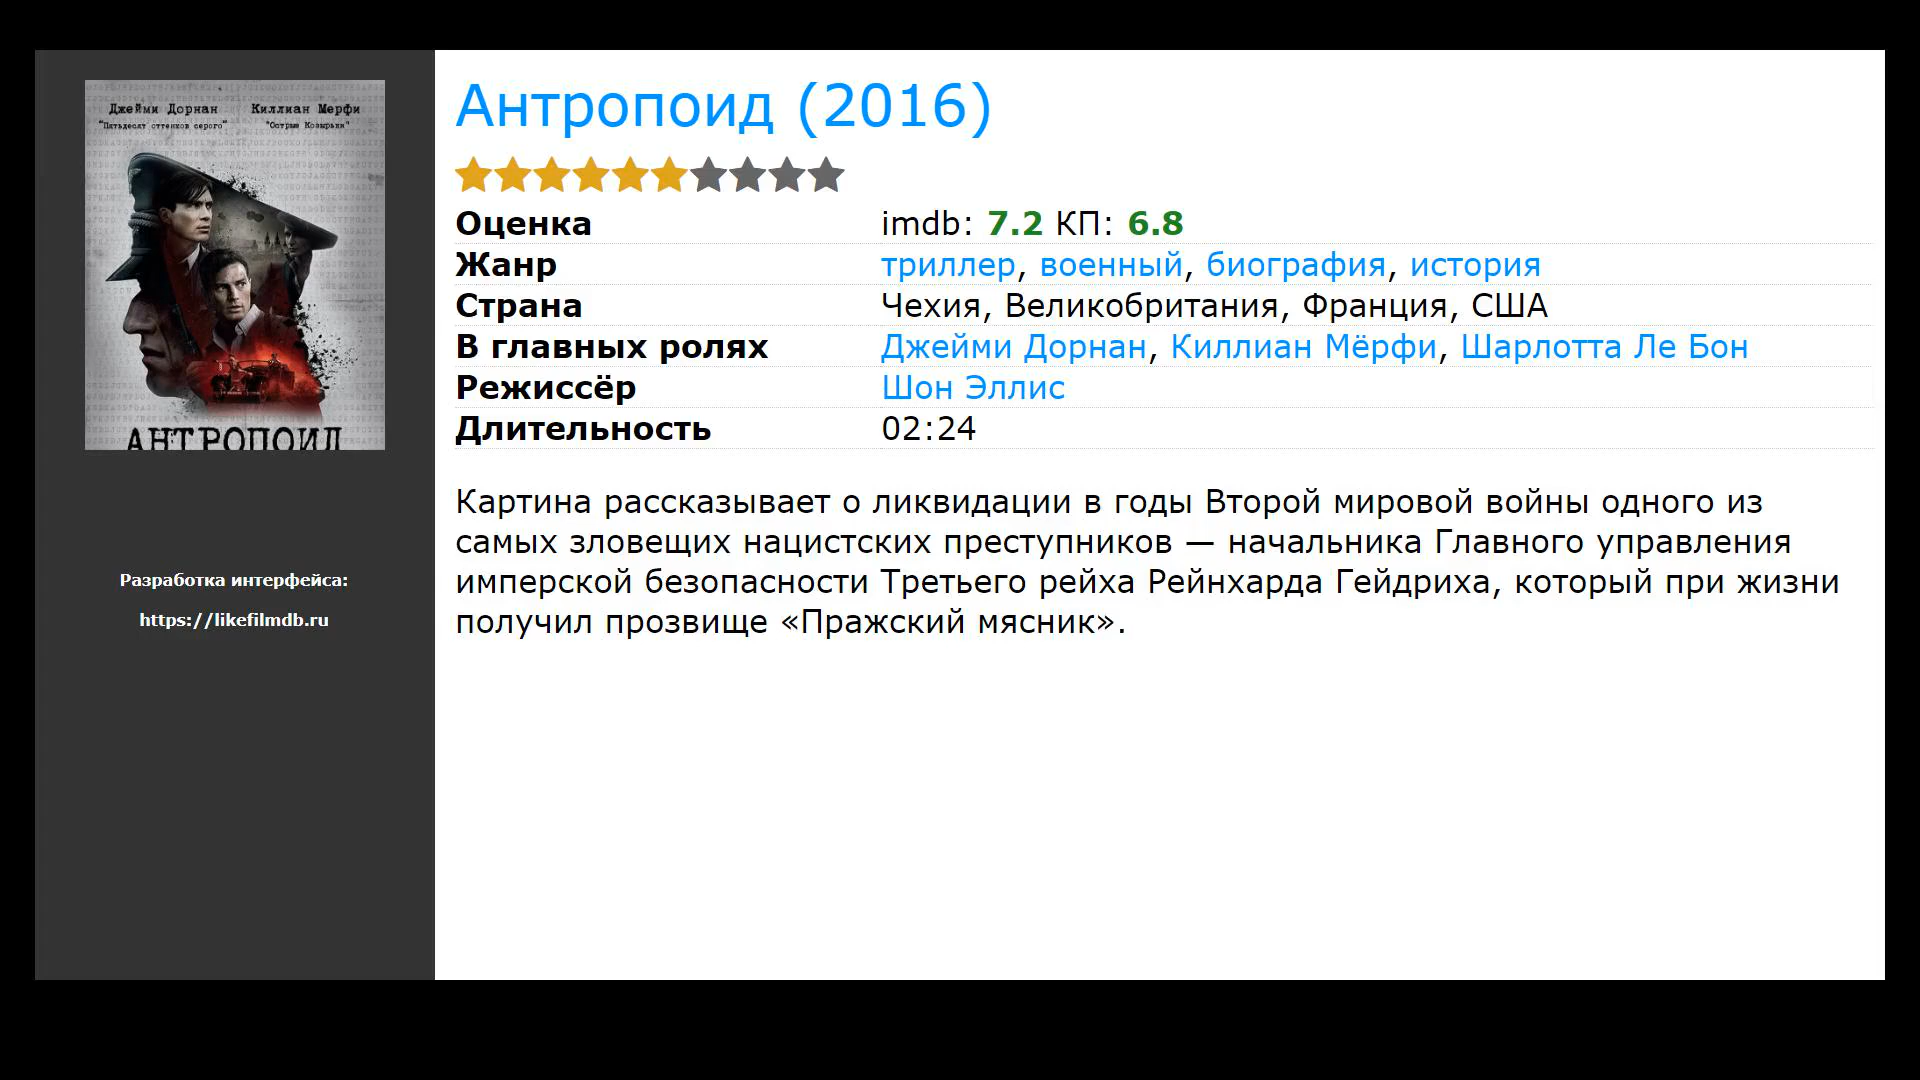 Джейми Дорнан Киллиан Мерфи
"Пятьдесят оттенков серого" "Острые Козырьки"
АНТРОПОИД
Разработка интерфейса:
https://likefilmdb.ru
Антропоид (2016)
Оценка imdb: 7.2 КП: 6.8
Жанр триллер, военный, биография, история
Страна Чехия, Великобритания, Франция, США
В главных ролях Джейми Дорнан, Киллиан Мёрфи, Шарлотта Ле Бон
Режиссёр Шон Эллис
Длительность 02:24
Картина рассказывает о ликвидации в годы Второй мировой войны одного из
самых зловещих нацистских преступников — начальника Главного управления
имперской безопасности Третьего рейха Рейнхарда Гейдриха, который при жизни
получил прозвище «Пражский мясник».